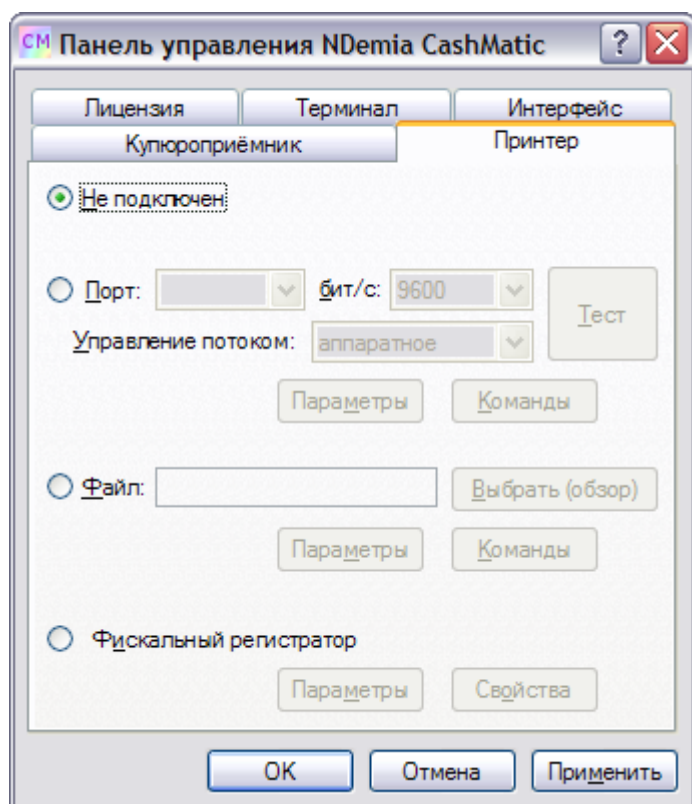 CM Панель управления NDemia CashMatic ?
Лицензия Терминал Интерфейс
Купюроприёмник Принтер
Не подключен
Порт: бит/с: 9600 Тест
Управление потоком: аппаратное
Параметры Команды
Файл: Выбрать (обзор)
Параметры Команды
Фискальный регистратор
Параметры Свойства
OK Отмена Применить